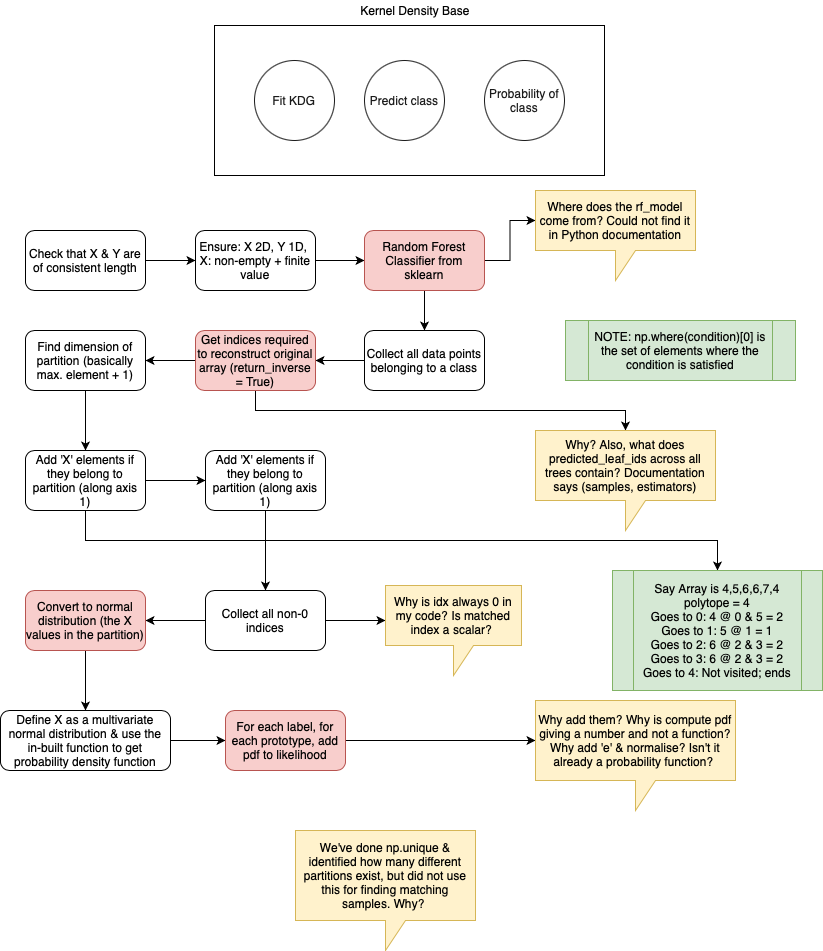 Kernel Density Base
Fit KDG
Predict class
Probability of
class
Check that X & Y are
of consistent length
Ensure: X 2D, Y 1D,
X: non-empty + finite
value
Random Forest
Classifier from
sklearn
Where does the rf_model
come from? Could not find it
in Python documentation
Find dimension of
partition (basically
max. element + 1)
Get indices required
to reconstruct original
array (return_inverse
= True)
Collect all data points
belonging to a class
NOTE: np.where(condition)[0] is
the set of elements where the
condition is satisfied
Add 'X' elements if
they belong to
partition (along axis
1)
Add 'X' elements if
they belong to
partition (along axis
1)
Why? Also, what does
predicted_leaf_ids across all
trees contain? Documentation
says (samples, estimators)
Convert to normal
distribution (the X
values in the partition)
Collect all non-0
indices
Why is idx always 0 in
my code? Is matched
index a scalar?
Say Array is 4,5,6,6,7,4
polytope = 4
Goes to 0: 4 @ 0 & 5 = 2
Goes to 1: 5 @ 1 = 1
Goes to 2: 6 @ 2 & 3 = 2
Goes to 3: 6 @ 2 & 3 = 2
Goes to 4: Not visited; ends
Define X as a multivariate
normal distribution & use the
in-built function to get
probability density function
For each label, for
each prototype, add
pdf to likelihood
Why add them? Why is compute pdf
giving a number and not a function?
Why add 'e' & normalise? Isn't it
already a probability function?
We've done np.unique &
identified how many different
partitions exist, but did not use
this for finding matching
samples. Why?